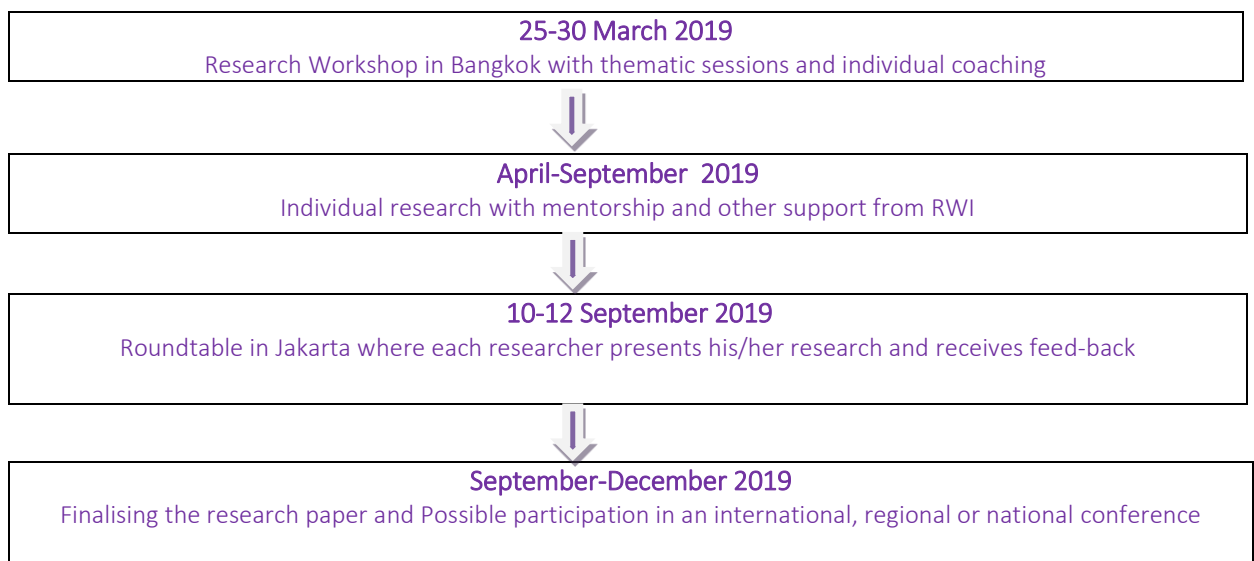 25-30 March 2019
Research Workshop in Bangkok with thematic sessions and individual coaching
April-September  2019
Individual research with mentorship and other support from RWI
10-12 September 2019
Roundtable in Jakarta where each researcher presents his/her research and receives feed-back
September-December 2019
Finalising the research paper and Possible participation in an international, regional or national conference